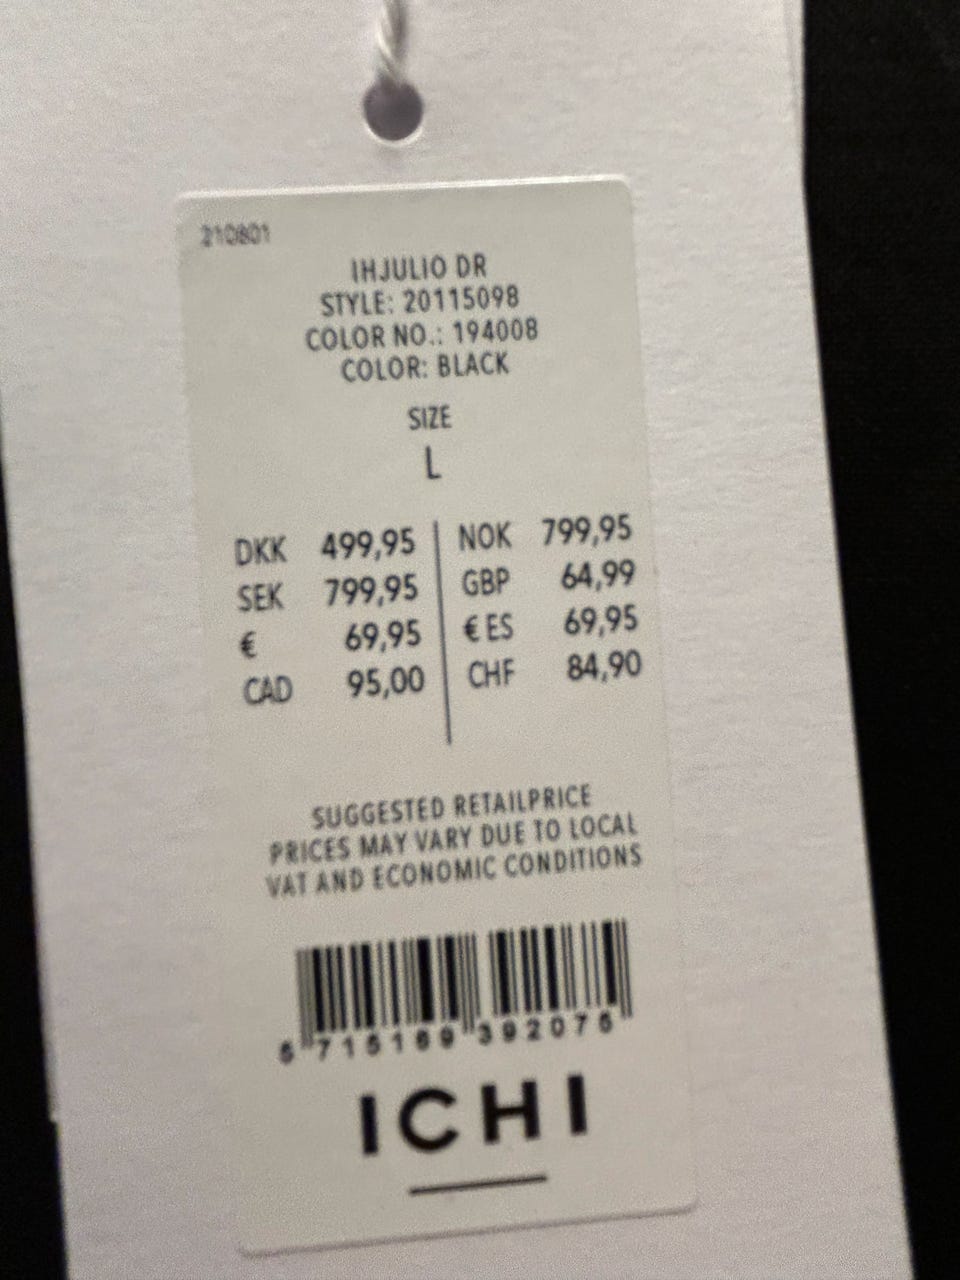 210801
IHJULIO DR
STYLE: 20115098
COLOR NO.: 194008
COLOR: BLACK
SIZE
L
DKK 499,95 NOK 799,95
SEK 799,95 GBP 64,99
€ 69,95 € ES 69,95
CAD 95,00 CHF 84,90
SUGGESTED RETAILPRICE
PRICES MAY VARY DUE TO LOCAL
VAT AND ECONOMIC CONDITIONS
5 715169 392075
ICHI